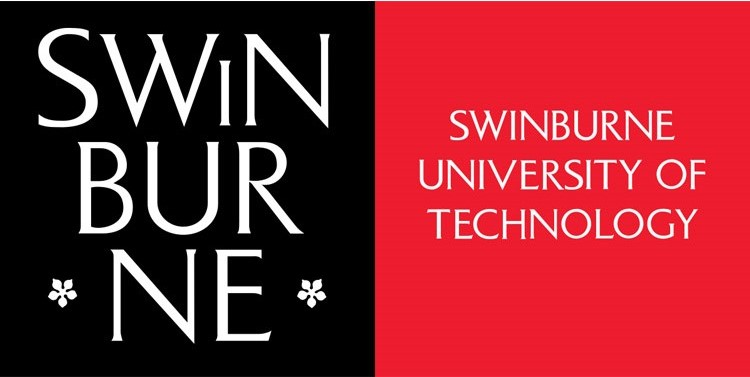 SWiN
BUR
NE
SWINBURNE
UNIVERSITY OF
TECHNOLOGY